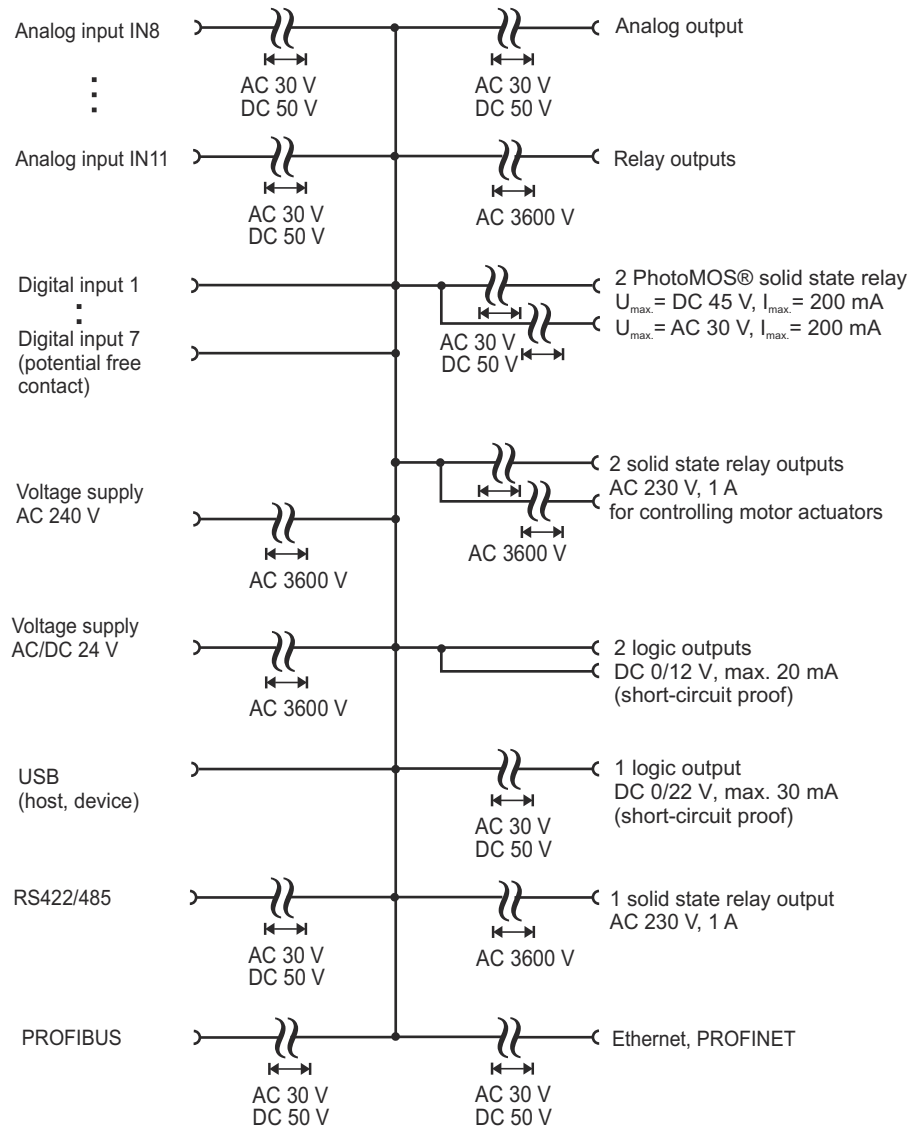 Analog input IN8
AC 30 V
DC 50 V
Analog output
AC 30 V
DC 50 V
Analog input IN11
AC 30 V
DC 50 V
Relay outputs
AC 3600 V
Digital input 1
Digital input 7
(potential free
contact)
2 PhotoMOS® solid state relay
Umax.= DC 45 V, Imax.= 200 mA
Umax.= AC 30 V, Imax.= 200 mA
AC 30 V
DC 50 V
Voltage supply
AC 240 V
AC 3600 V
2 solid state relay outputs
AC 230 V, 1 A
for controlling motor actuators
AC 3600 V
Voltage supply
AC/DC 24 V
AC 3600 V
2 logic outputs
DC 0/12 V, max. 20 mA
(short-circuit proof)
USB
(host, device)
1 logic output
DC 0/22 V, max. 30 mA
(short-circuit proof)
AC 30 V
DC 50 V
RS422/485
AC 30 V
DC 50 V
1 solid state relay output
AC 230 V, 1 A
AC 3600 V
PROFIBUS
AC 30 V
DC 50 V
Ethernet, PROFINET
AC 30 V
DC 50 V